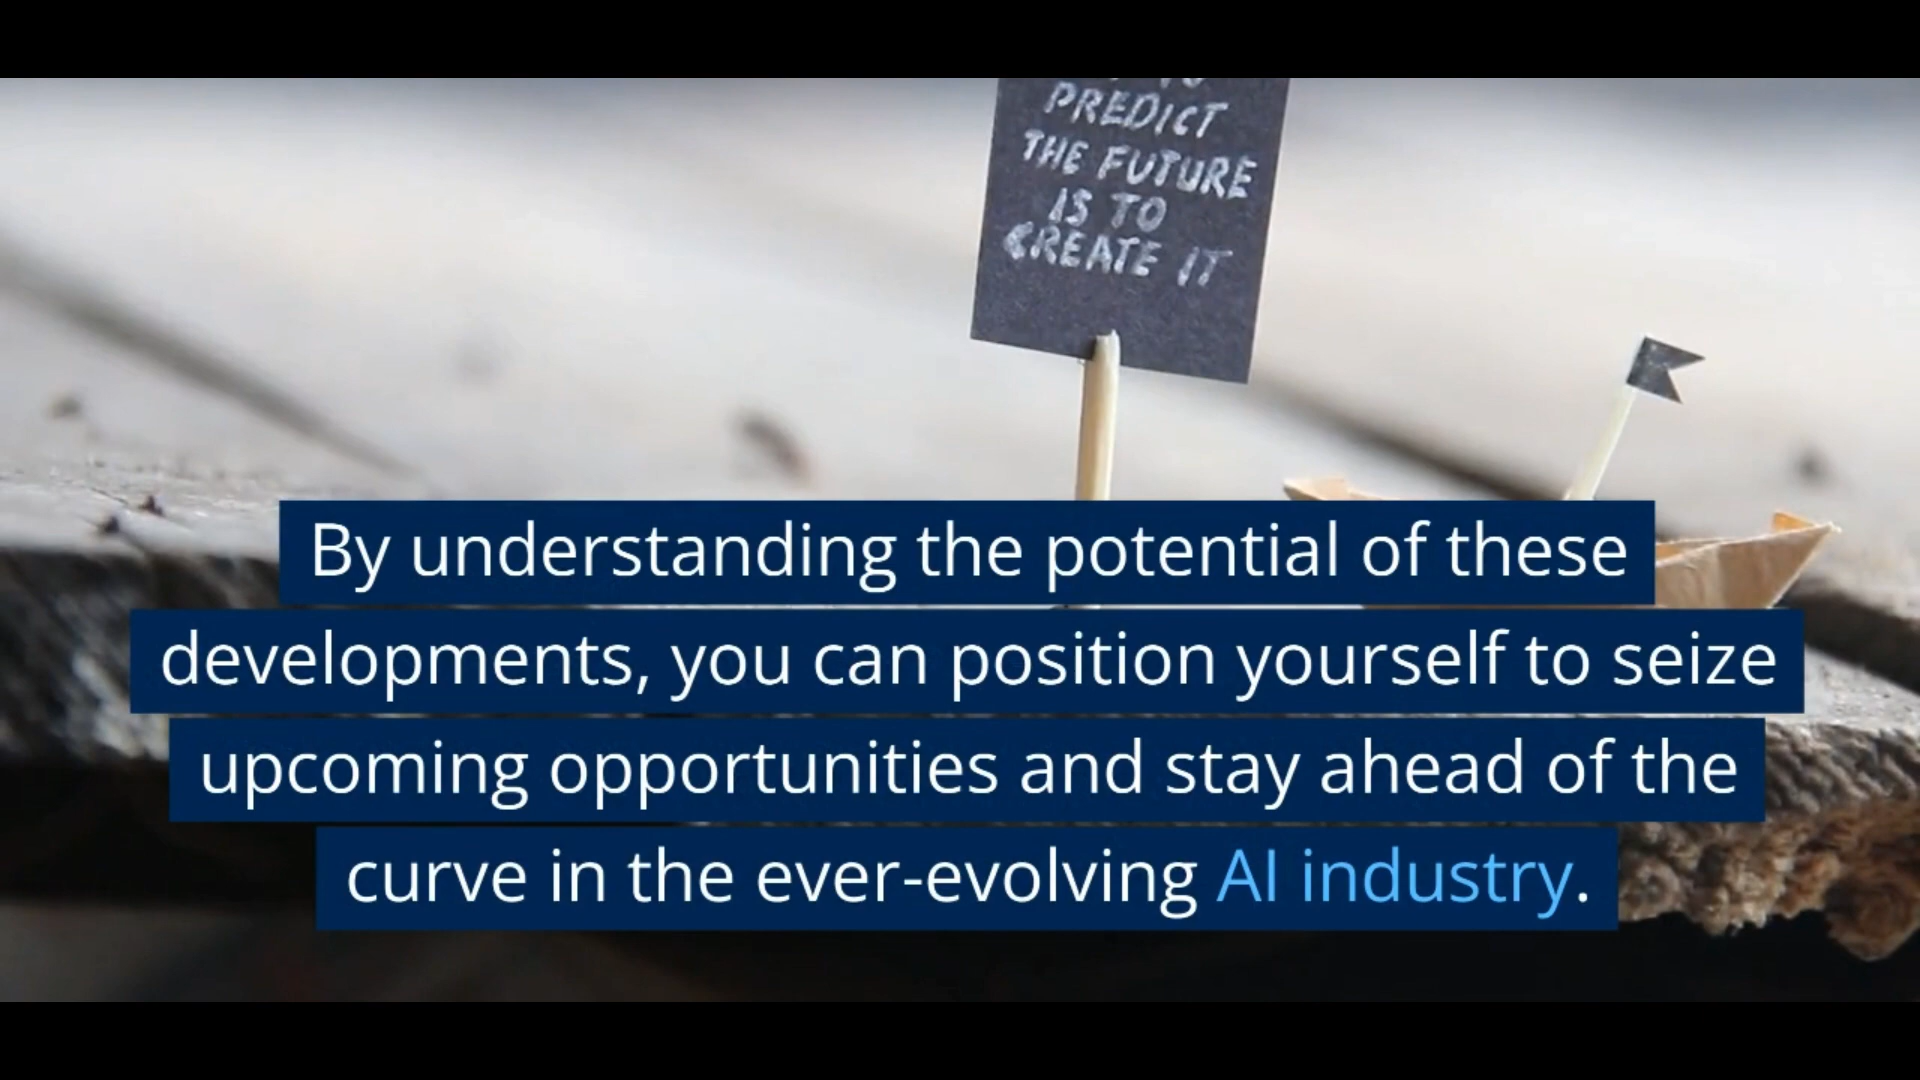 PREDICT
THE FUTURE
IS TO
CREATE IT
By understanding the potential of these
developments, you can position yourself to seize
upcoming opportunities and stay ahead of the
curve in the ever-evolving AI industry.